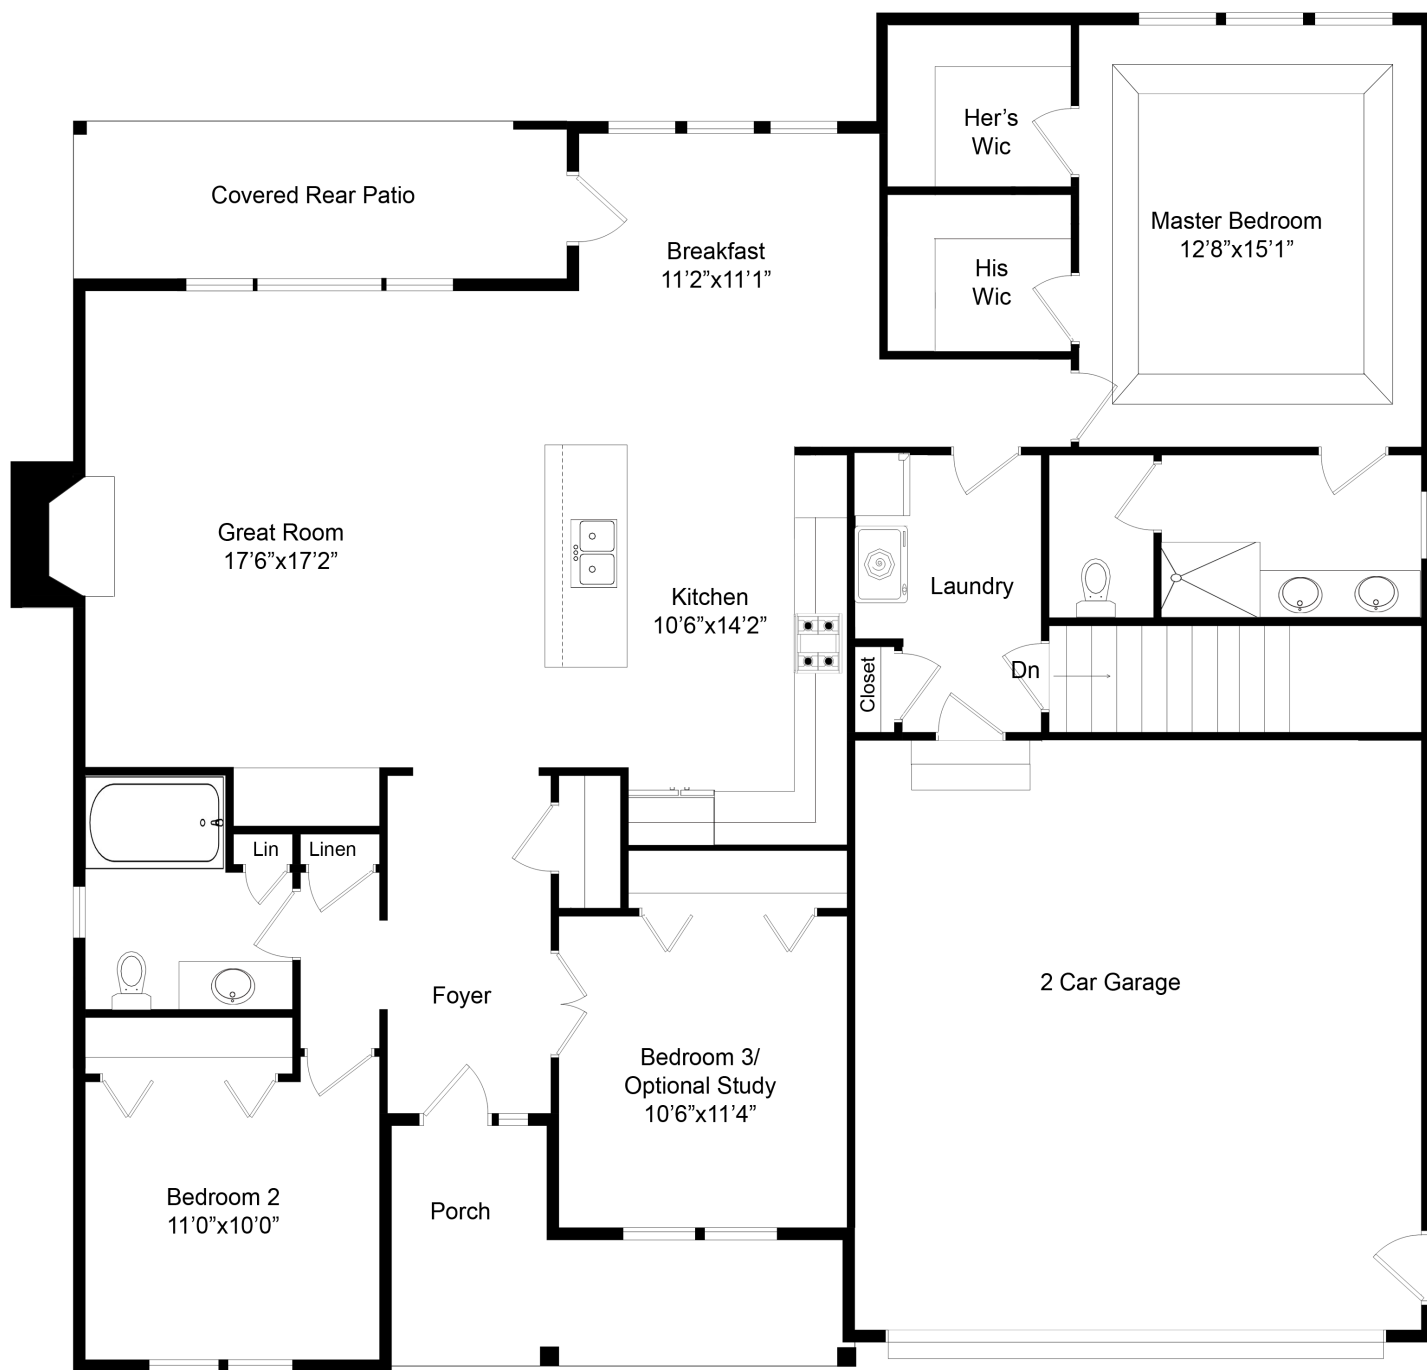 Her’s
Wic
Covered Rear Patio
Master Bedroom
12’8”x15’1”
Breakfast
11’2”x11’1”
His
Wic
Great Room
17’6”x17’2”
Kitchen
10’6”x14’2”
Laundry
Closet
Dn
Lin
Linen
Foyer
2 Car Garage
Bedroom 3/
Optional Study
10’6”x11’4”
Bedroom 2
11’0”x10’0”
Porch